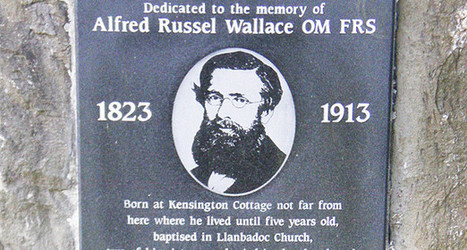 Dedicated to the memory of
Alfred Russel Wallace OM FRS
1823 1913
Born at Kensington Cottage not far from
here where he lived until five years old,
baptised in Llanbadoc Church,